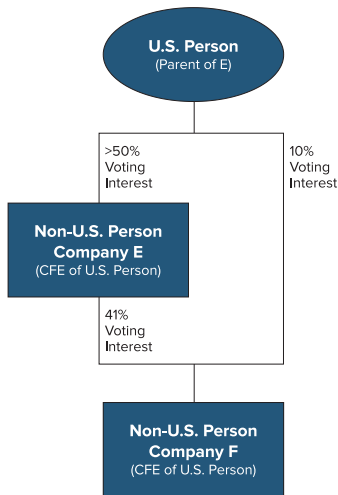 U.S. Person
(Parent of E)
>50%
Voting
Interest
10%
Voting
Interest
Non-U.S. Person
Company E
(CFE of U.S. Person)
41%
Voting
Interest
Non-U.S. Person
Company F
(CFE of U.S. Person)